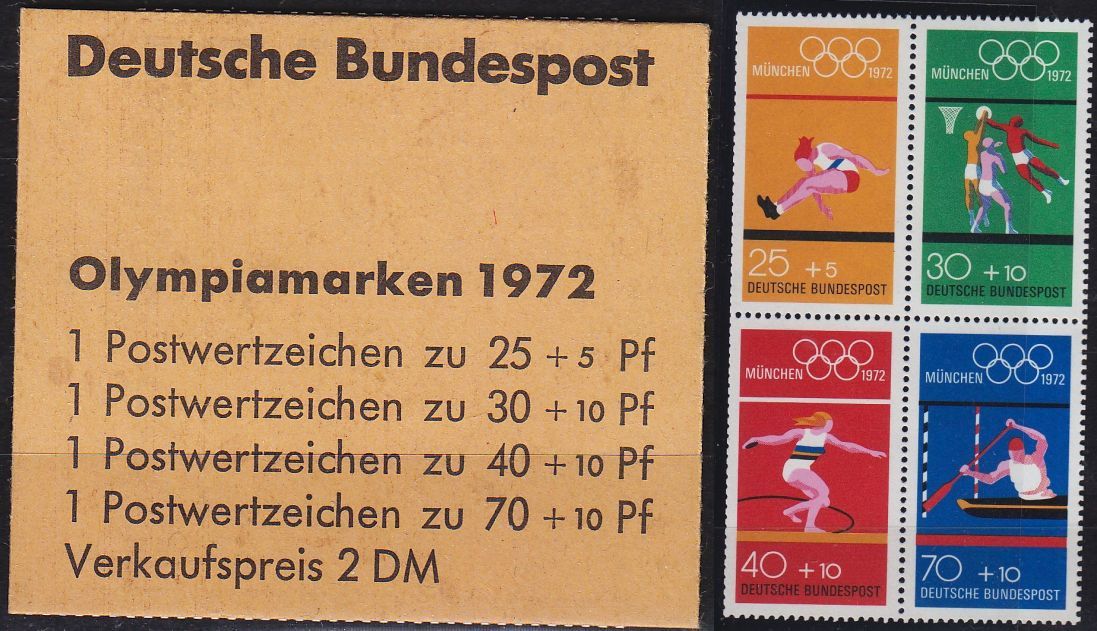 Deutsche Bundespost
Olympiamarken 1972
1 Postwertzeichen zu 25 + 5 Pf
1 Postwertzeichen zu 30 + 10 Pf
1 Postwertzeichen zu 40 + 10 Pf
1 Postwertzeichen zu 70 + 10 Pf
Verkaufspreis 2 DM
MÜNCHEN 1972
25 + 5
DEUTSCHE BUNDESPOST
MÜNCHEN 1972
30 + 10
DEUTSCHE BUNDESPOST
MÜNCHEN 1972
40 + 10
DEUTSCHE BUNDESPOST
MÜNCHEN 1972
70 + 10
DEUTSCHE BUNDESPOST